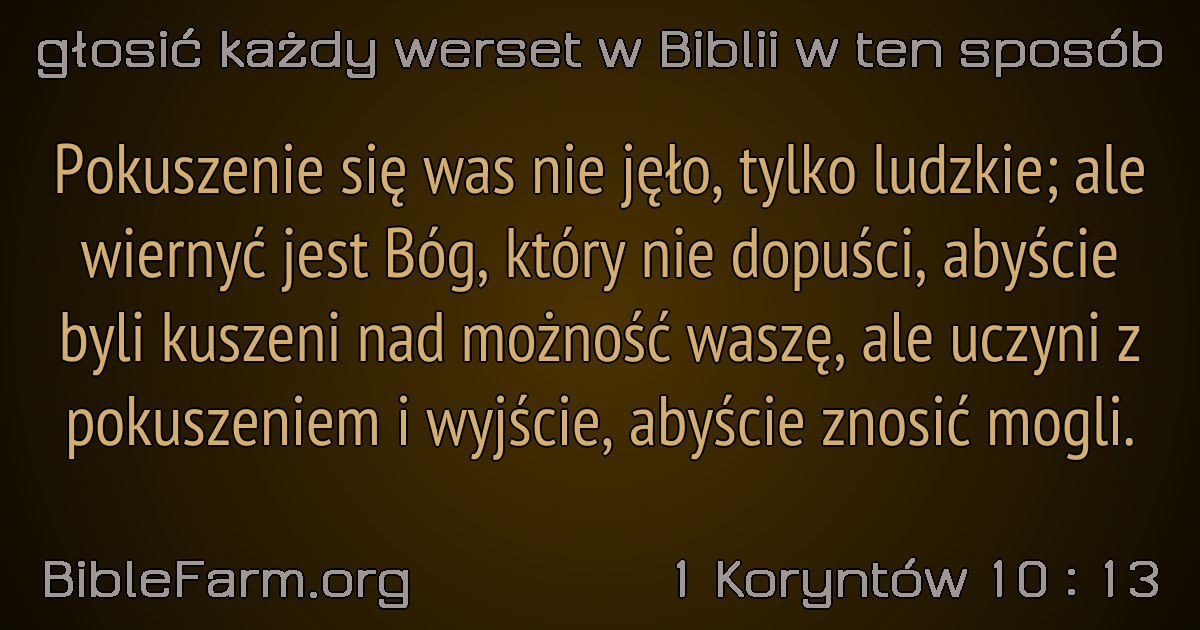 głosić każdy werset w Biblii w ten sposób
Pokuszenie się was nie jęło, tylko ludzkie; ale
wiernyć jest Bóg, który nie dopuści, abyście
byli kuszeni nad możność waszę, ale uczyni z
pokuszeniem i wyjście, abyście znosić mogli.
BibleFarm.org
1 Koryntów 10 : 13